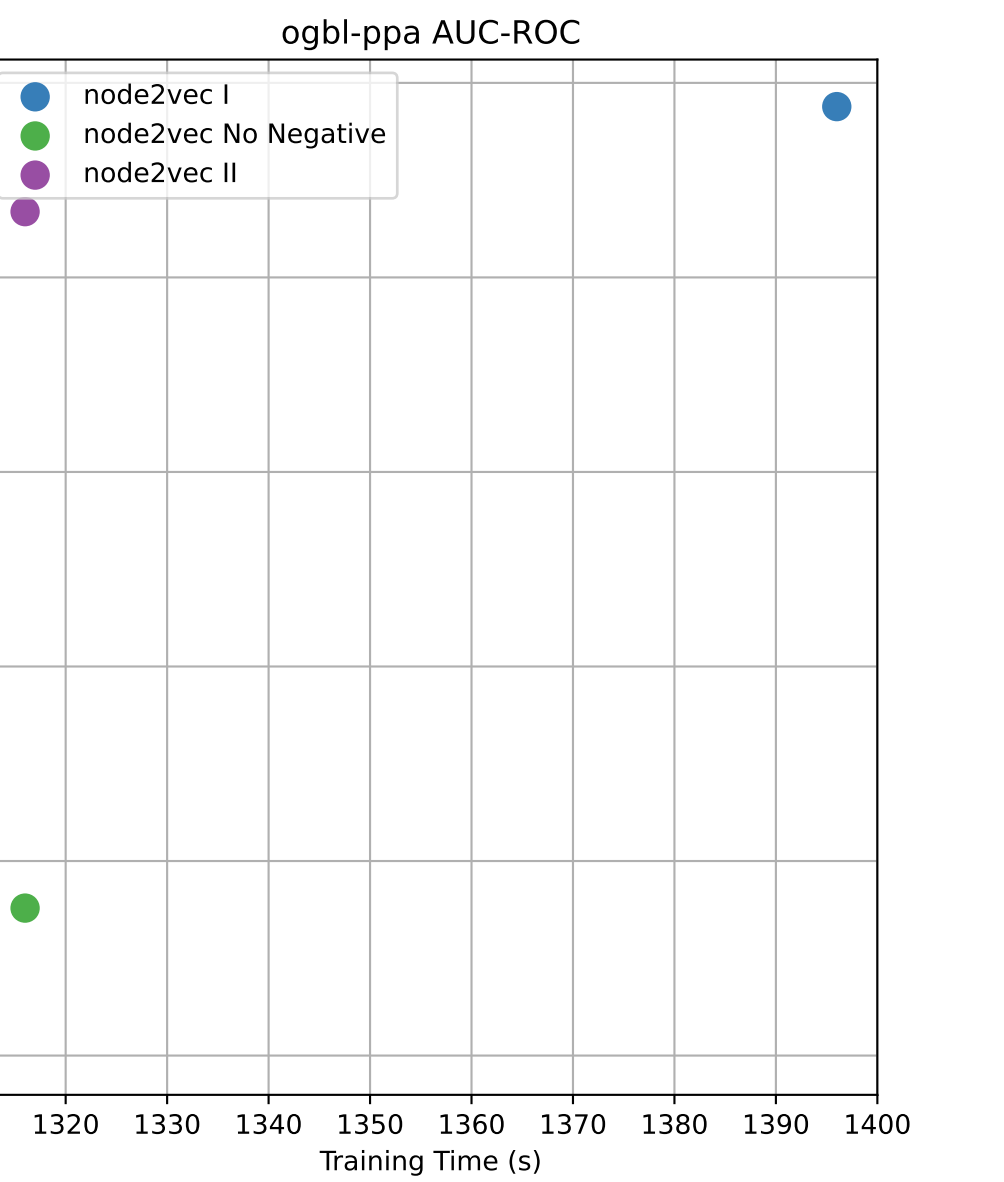 ogbl-ppa AUC-ROC
node2vec I
node2vec No Negative
node2vec II
1320 1330 1340 1350 1360 1370 1380 1390 1400
Training Time (s)